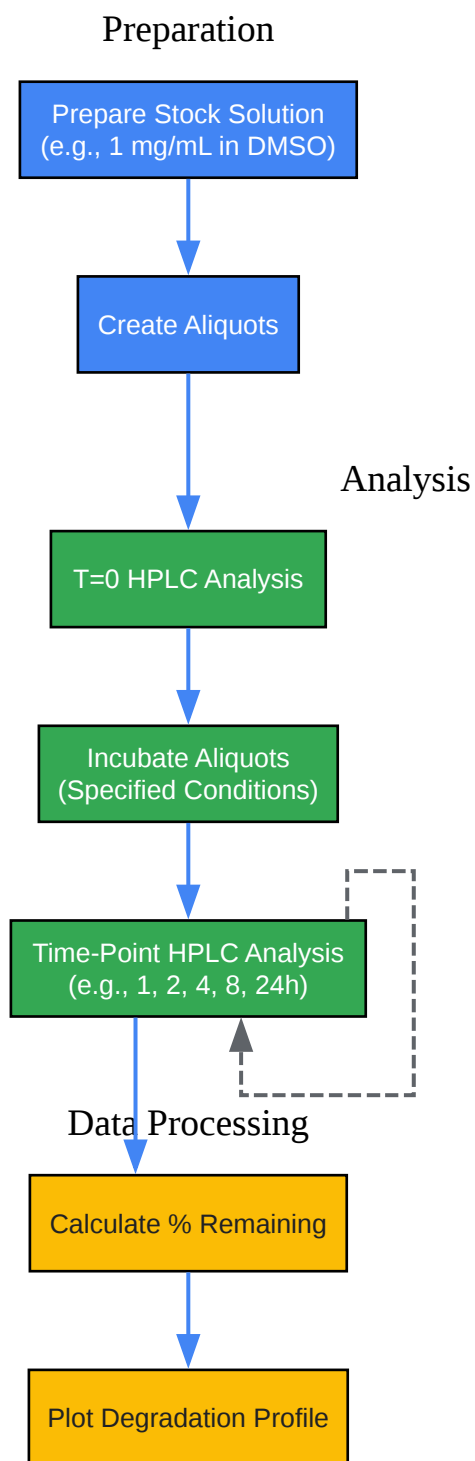 Preparation
Prepare Stock Solution
(e.g., 1 mg/mL in DMSO)
Create Aliquots
Analysis
T=0 HPLC Analysis
Incubate Aliquots
(Specified Conditions)
Time-Point HPLC Analysis
(e.g., 1, 2, 4, 8, 24h)
Data Processing
Calculate % Remaining
Plot Degradation Profile